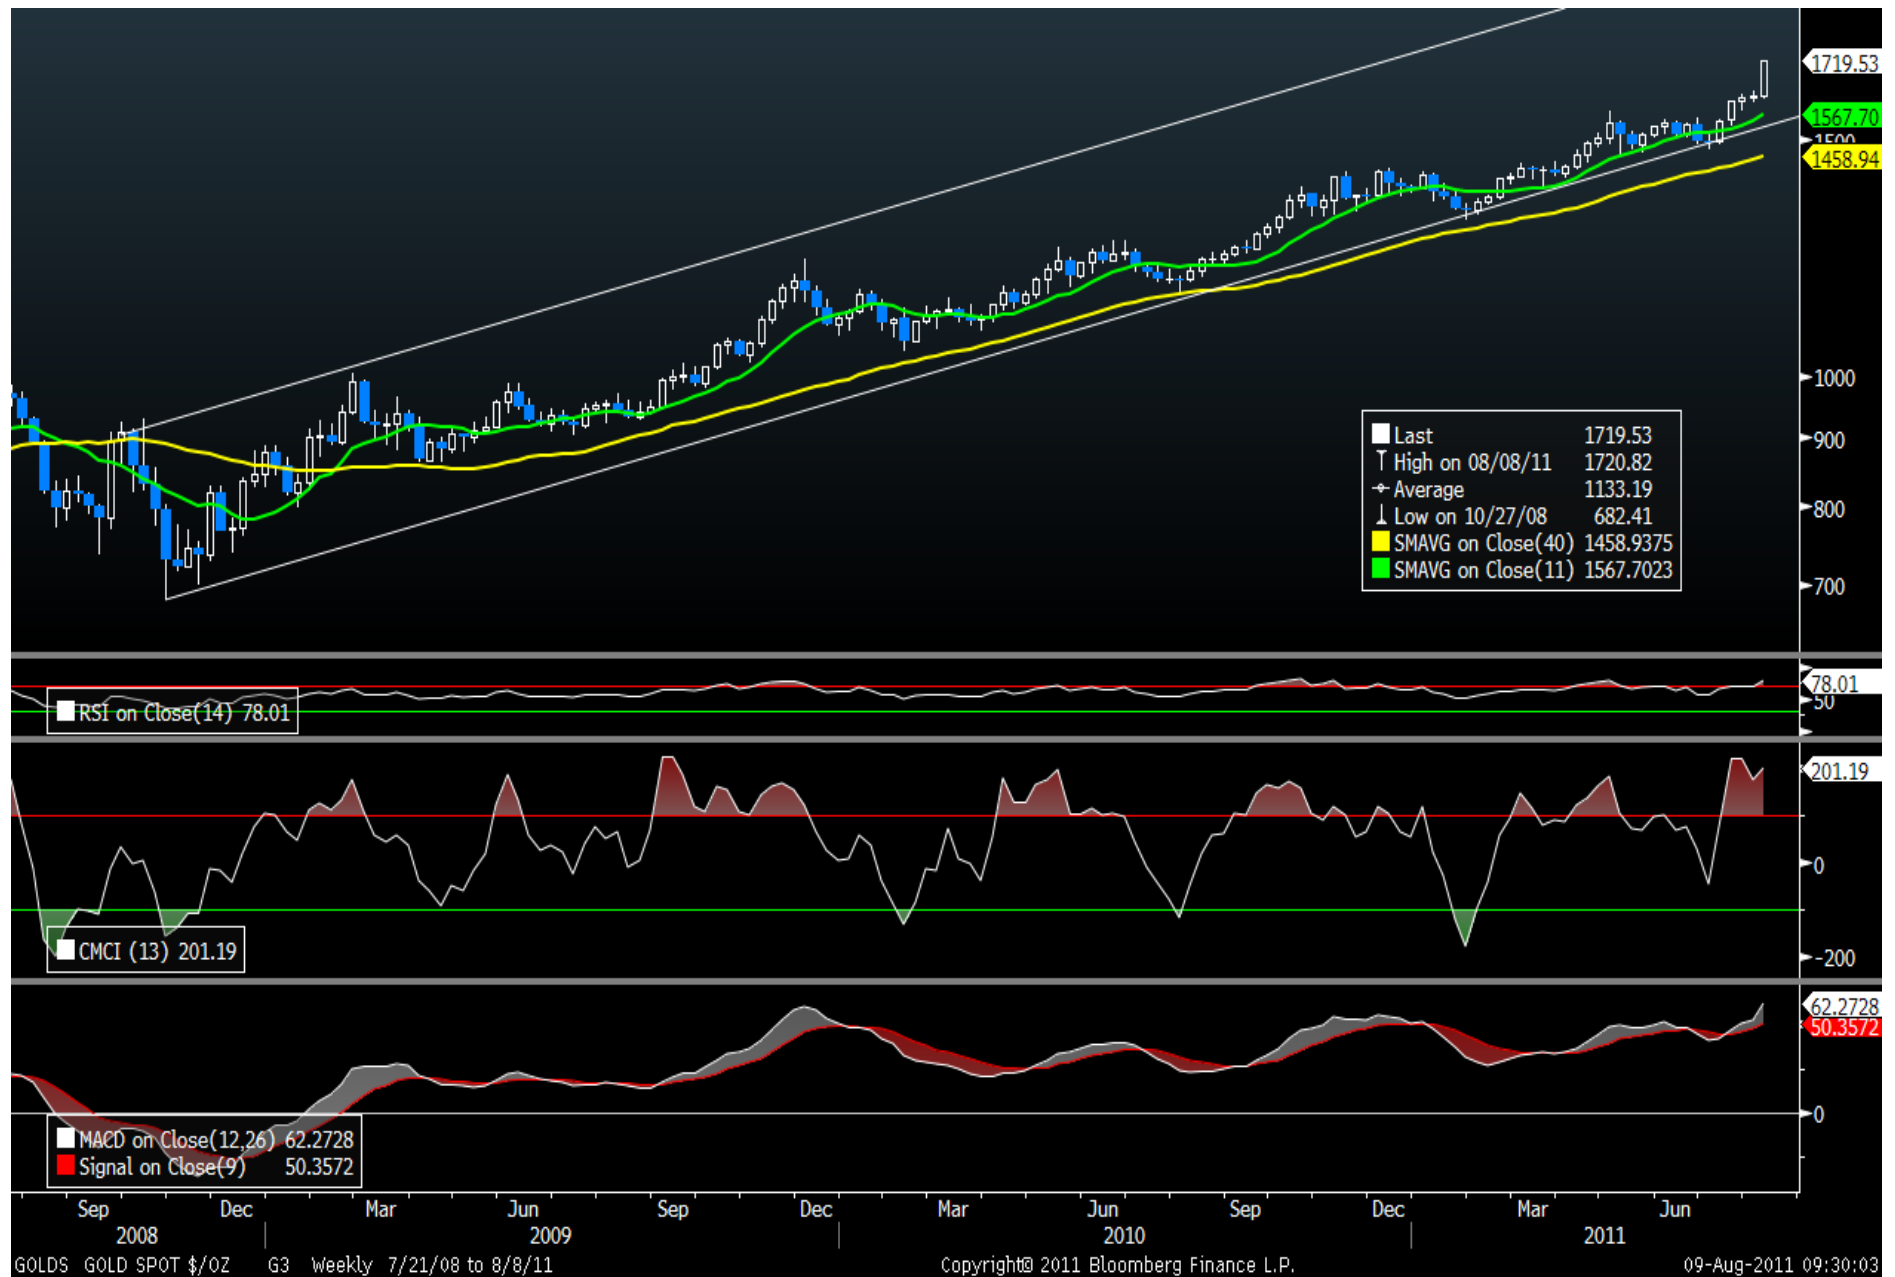 1719.53
1567.70
1500
1458.94
1000
900
800
700
Last 1719.53
High on 08/08/11 1720.82
Average 1133.19
Low on 10/27/08 682.41
SMAVG on Close(40) 1458.9375
SMAVG on Close(11) 1567.7023
78.01
50
RSI on Close(14) 78.01
201.19
0
-200
CMCI (13) 201.19
62.2728
50.3572
0
MACD on Close(12,26) 62.2728
Signal on Close(9) 50.3572
Sep Dec Mar Jun Sep Dec Mar Jun Sep Dec Mar Jun
2008 2009 2010 2011
GOLDS GOLD SPOT $/OZ G3 Weekly 7/21/08 to 8/8/11 Copyright© 2011 Bloomberg Finance L.P. 09-Aug-2011 09:30:03